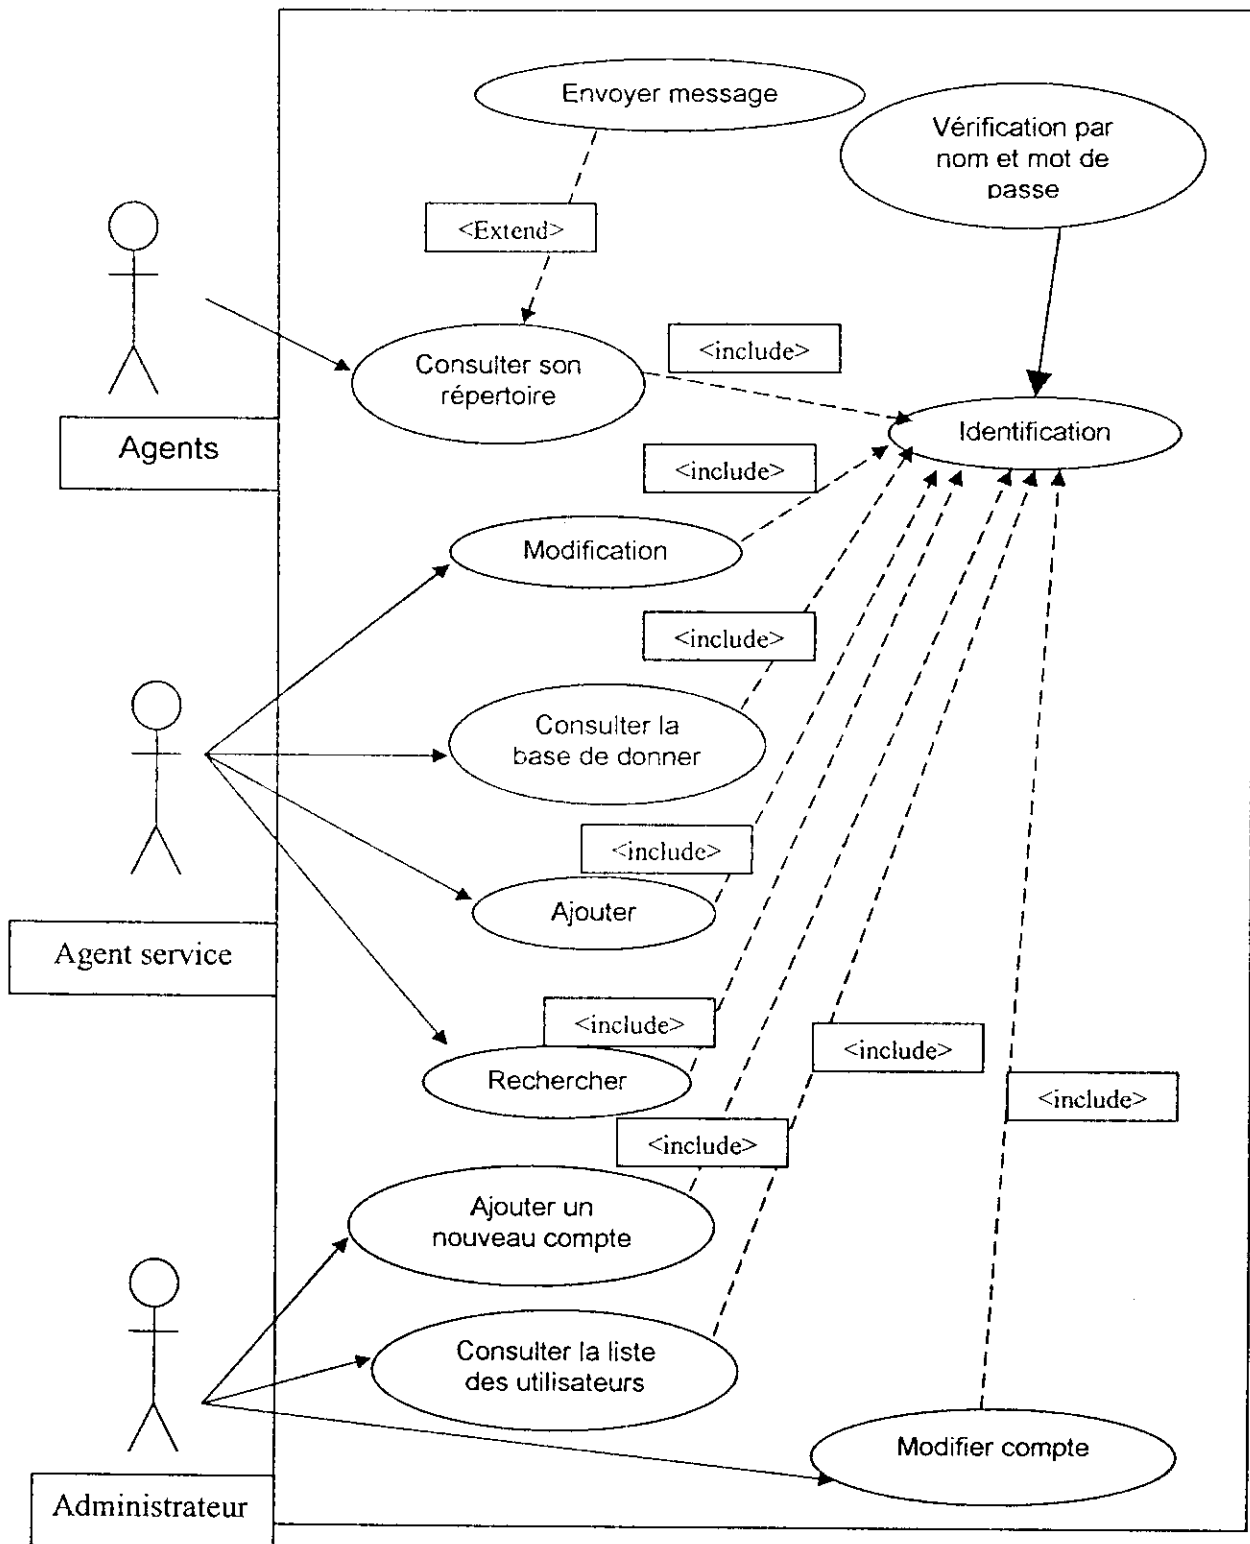 Envoyer message
Vérification par
nom et mot de
passe
<Extend>
<include>
Consulter son
répertoire
Identification
Agents
<include>
Modification
<include>
Consulter la
base de donner
<include>
Ajouter
Agent service
<include>
<include>
Rechercher
<include>
<include>
Ajouter un
nouveau compte
Consulter la liste
des utilisateurs
Modifier compte
Administrateur